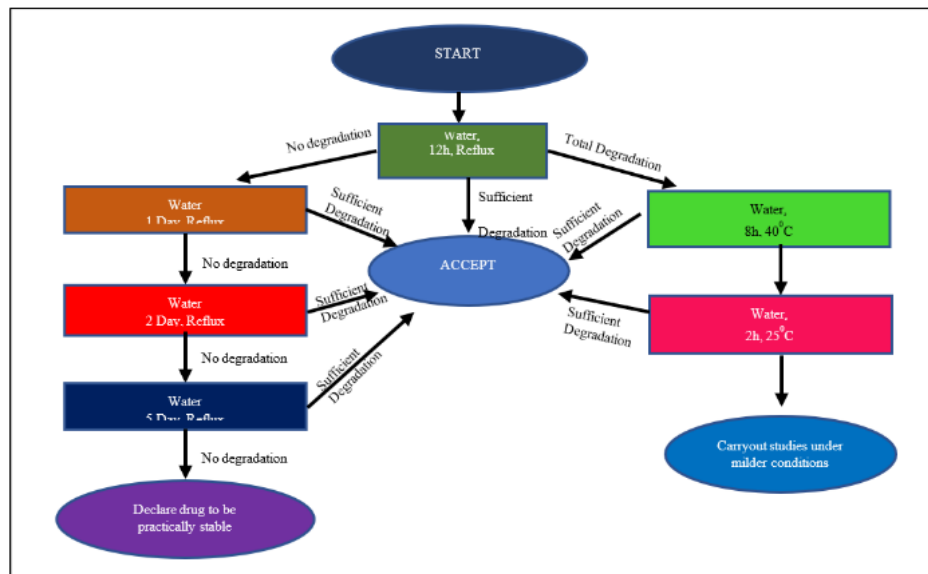 START
Water,
12h, Reflux
No degradation
Total Degradation
Sufficient
Degradation
Water
1 Day, Reflux
Sufficient
Degradation
Sufficient
Degradation
Water,
8h, 40⁰C
ACCEPT
No degradation
Water
2 Day, Reflux
Sufficient
Degradation
Sufficient
Degradation
Water,
2h, 25⁰C
No degradation
Water
5 Day, Reflux
Sufficient
Degradation
No degradation
Carryout studies under
milder conditions
Declare drug to be
practically stable